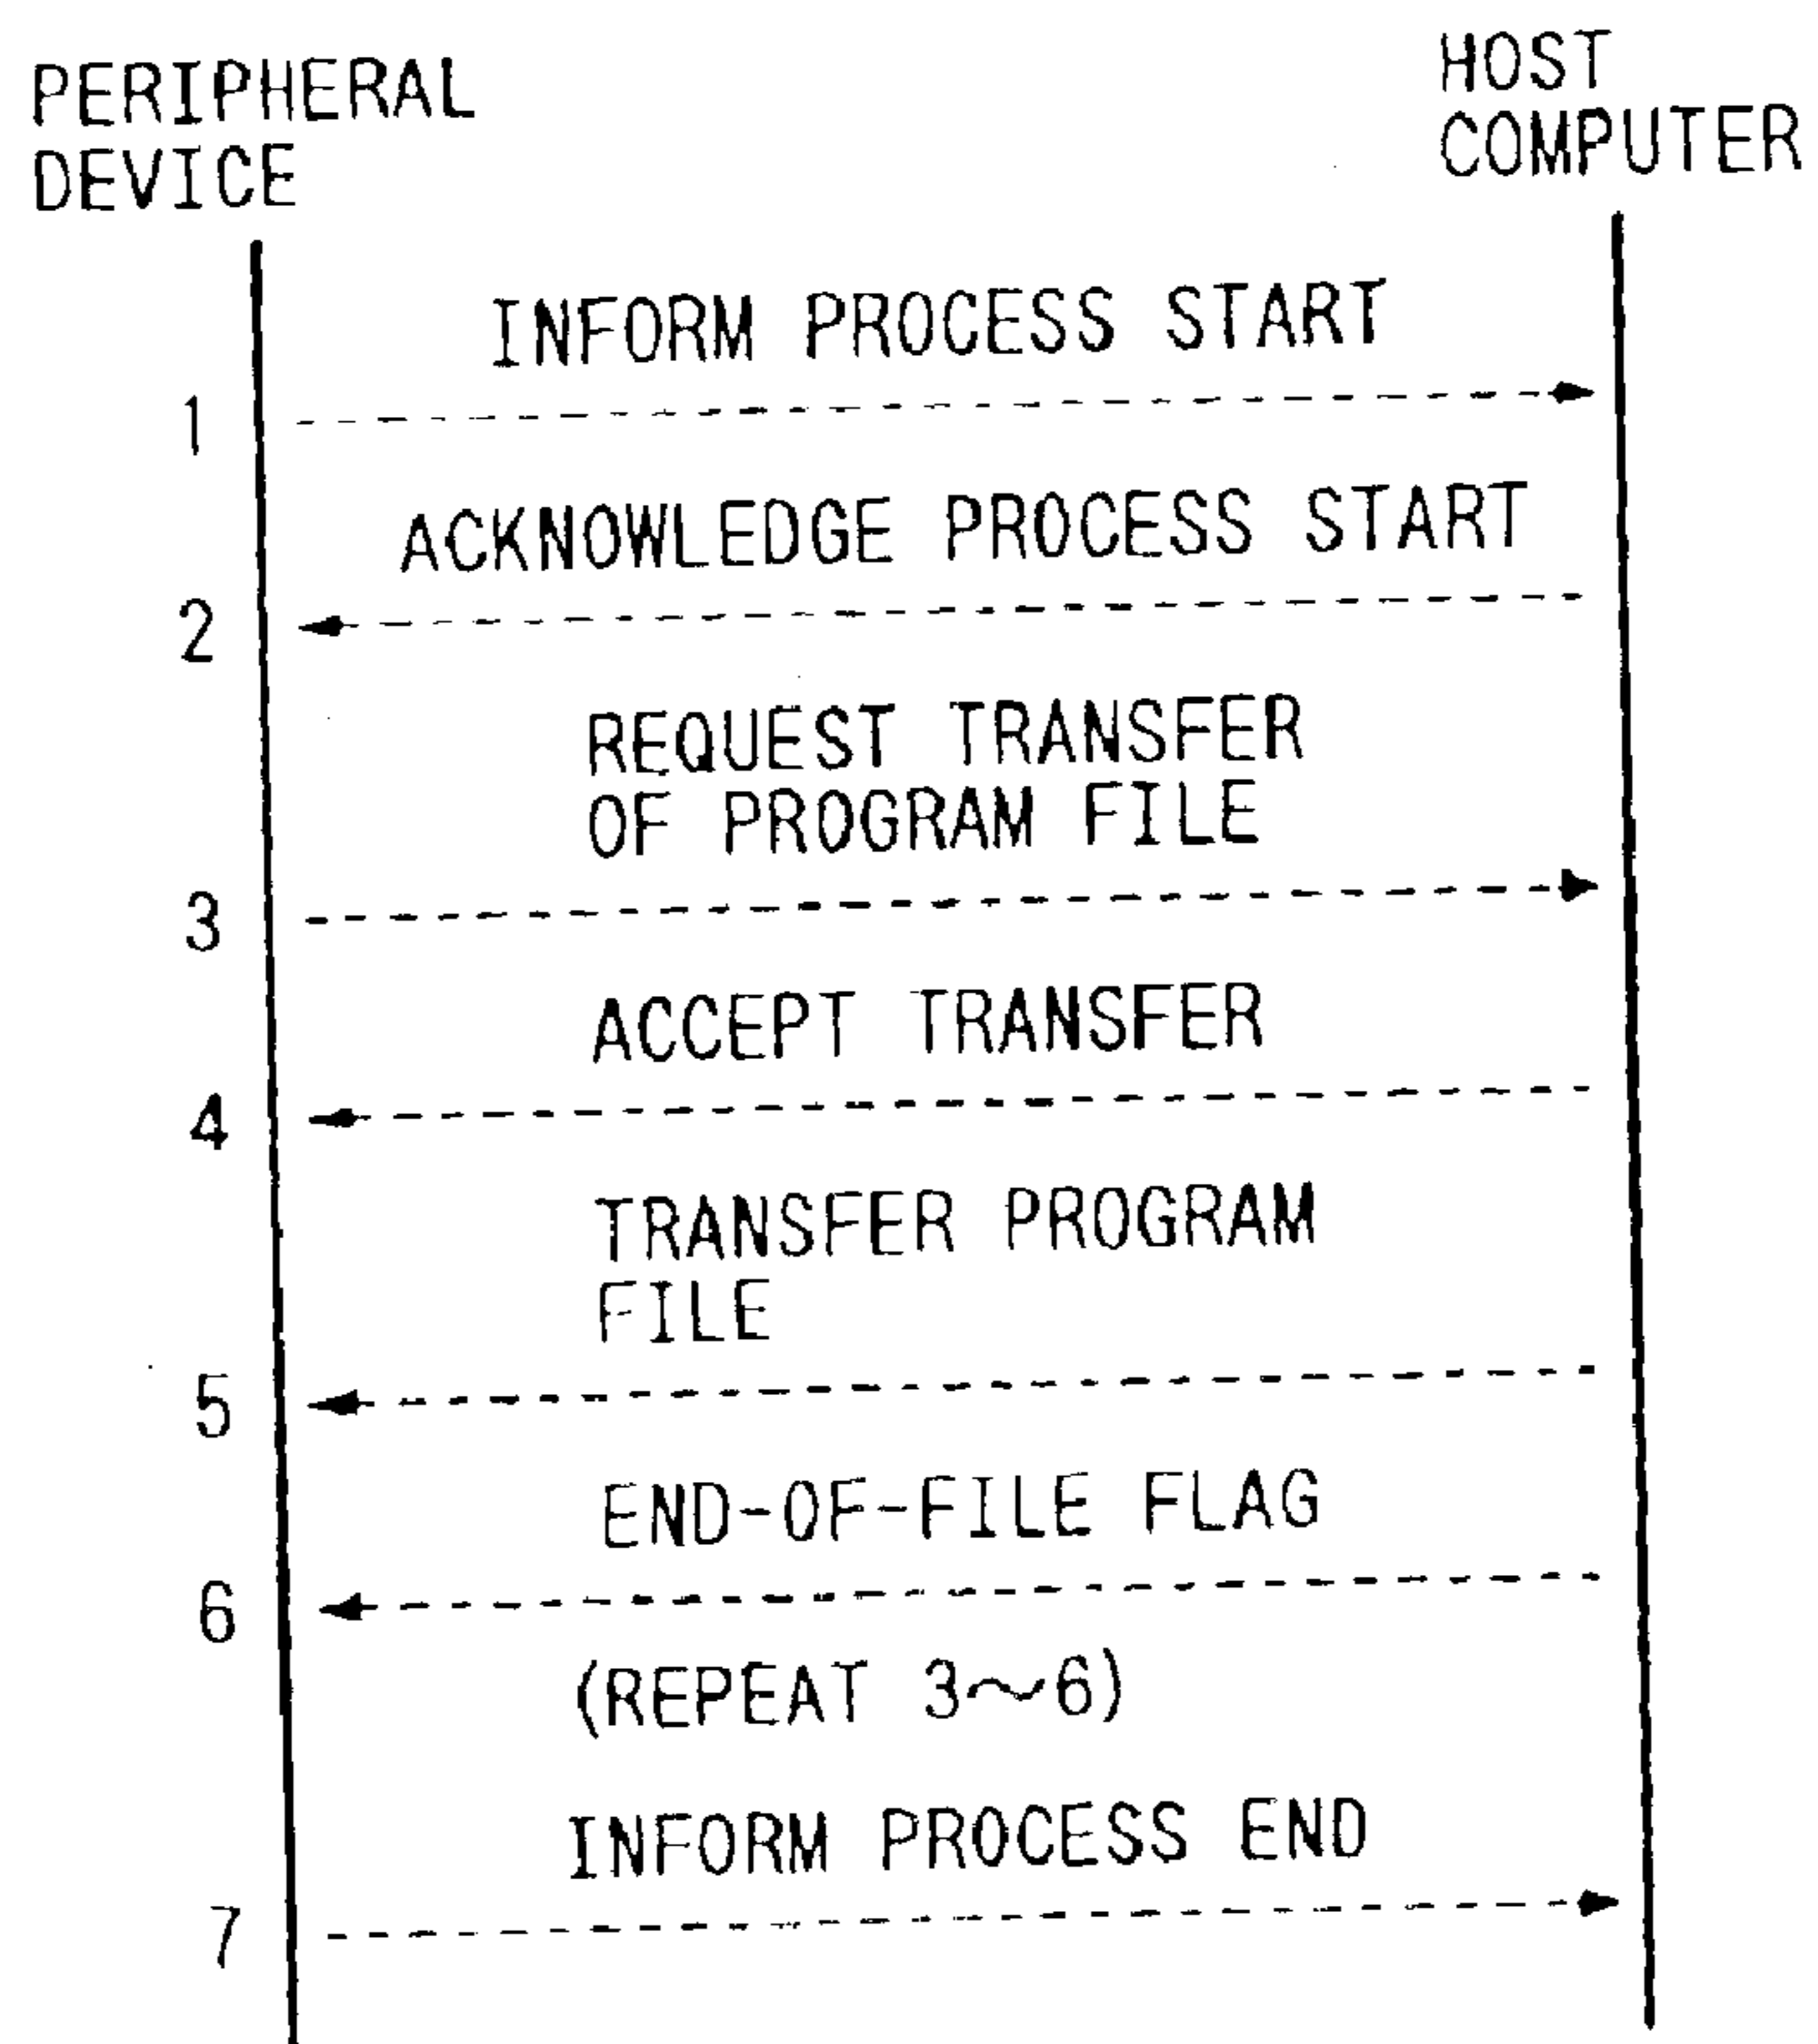 PERIPHERAL
DEVICE
HOST
COMPUTER
INFORM PROCESS START
1
ACKNOWLEDGE PROCESS START
2
REQUEST TRANSFER
OF PROGRAM FILE
3
ACCEPT TRANSFER
4
TRANSFER PROGRAM
FILE
5
END-OF-FILE FLAG
6
(REPEAT 3~6)
INFORM PROCESS END
7